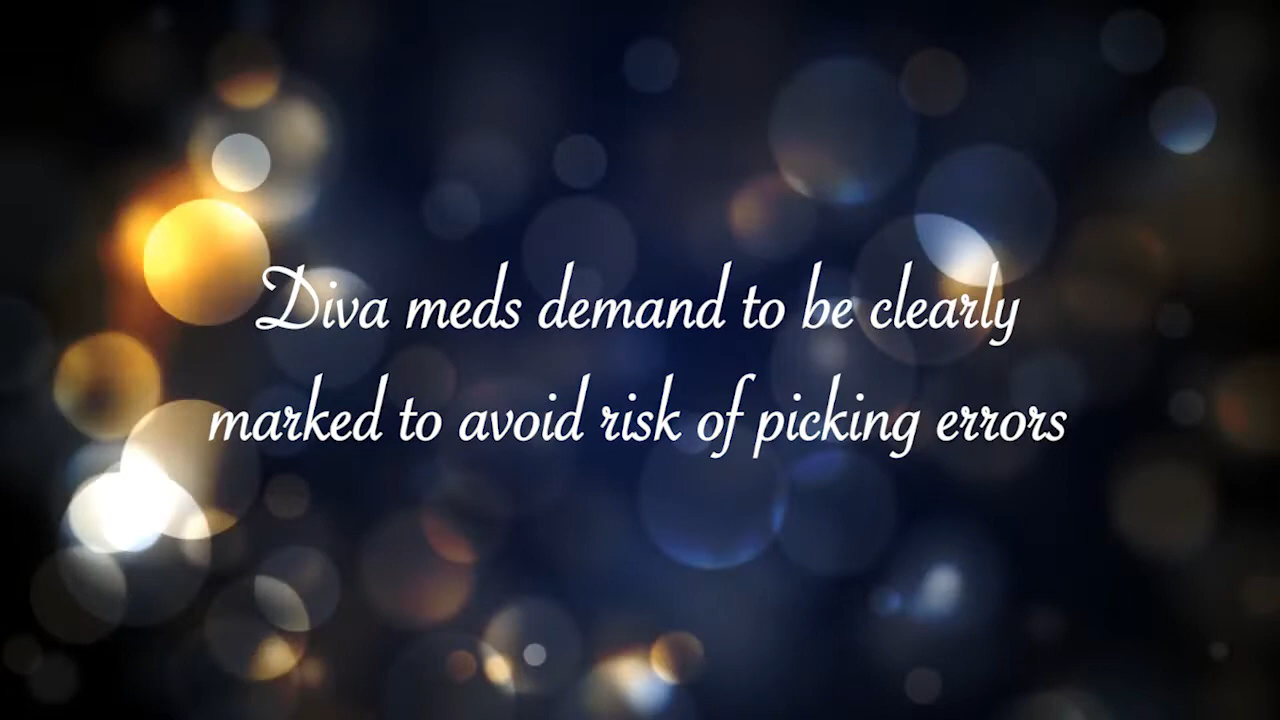 Diva meds demand to be clearly
marked to avoid risk of picking errors